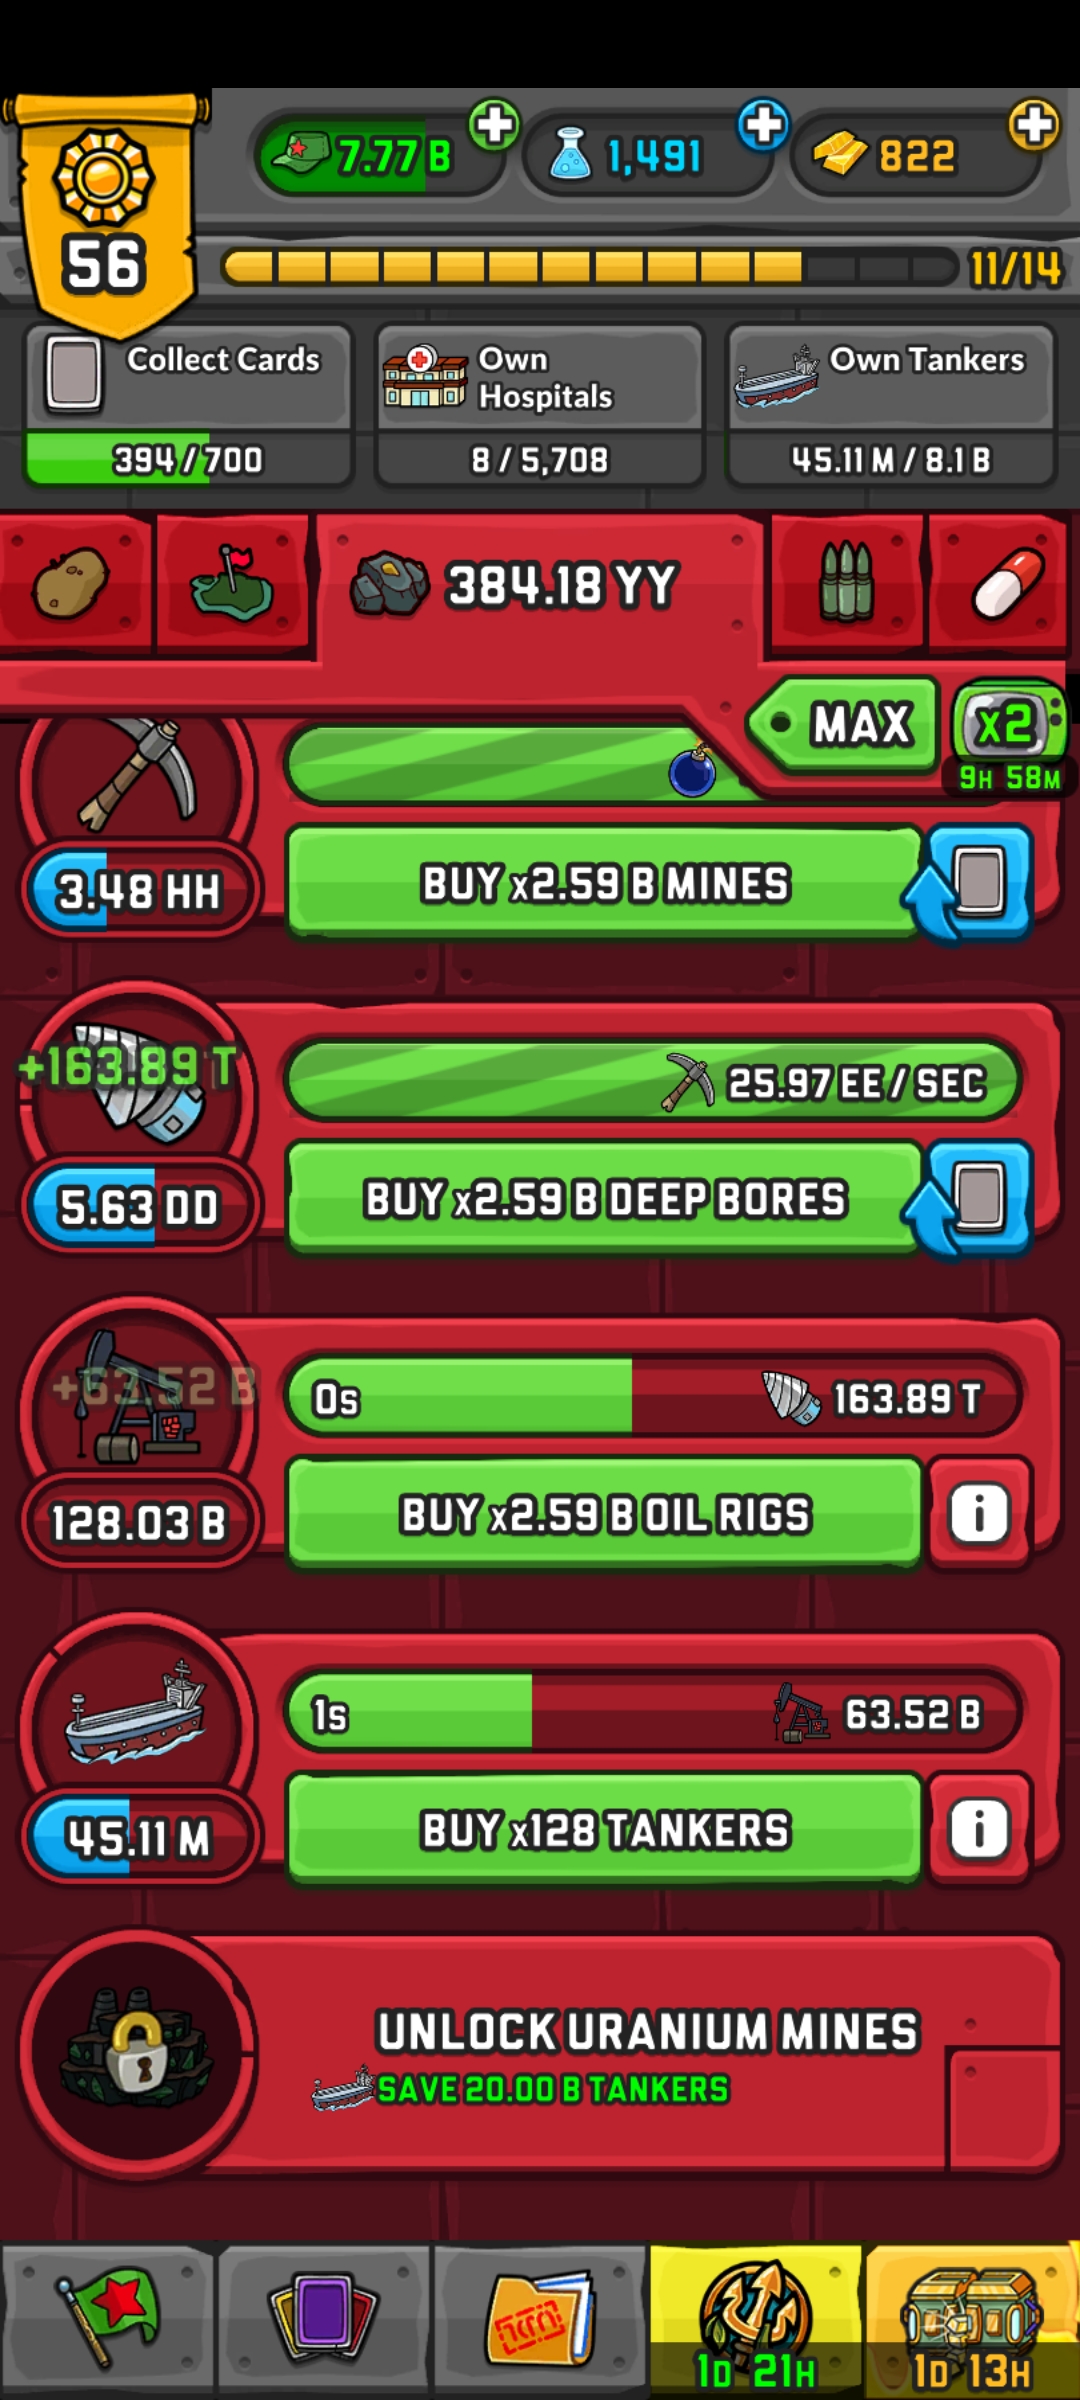 7.77 B
1,491
822
56
11/14
Collect Cards
394/700
Own
Hospitals
8/5,708
Own Tankers
45.11 M/8.1 B
384.18 YY
MAX
x2
9H 58M
3.48 HH
BUY x2.59 B MINES
+163.89 T
25.97 EE/SEC
5.63 DD
BUY x2.59 B DEEP BORES
+63.52 B
0s
163.89 T
128.03 B
BUY x2.59 B OIL RIGS
i
1s
63.52 B
45.11 M
BUY x128 TANKERS
i
UNLOCK URANIUM MINES
SAVE 20.00 B TANKERS
1D 21H
1D 13H